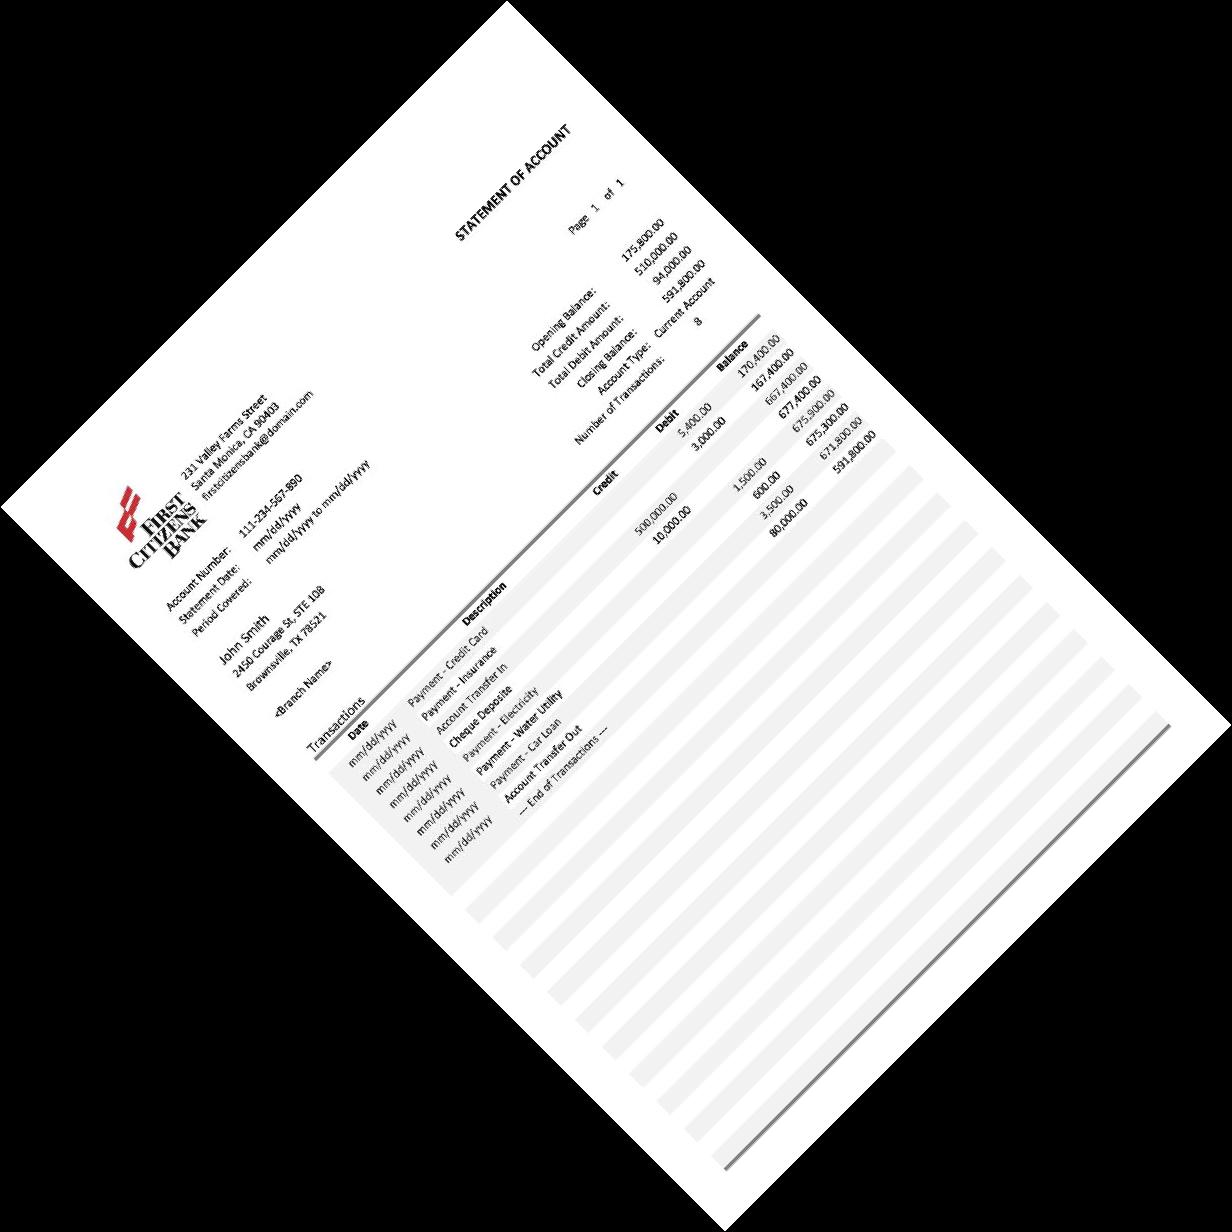 STATEMENT OF ACCOUNT
FIRST
CITIZENS
BANK
231 Valley Farms Street
Santa Monica, CA 90403
firstcitizensbank@domain.com
Page 1 of 1
Account Number: 111-234-567-890
Statement Date: mm/dd/yyyy
Period Covered: mm/dd/yyyy to mm/dd/yyyy
Opening Balance: 175,800.00
Total Credit Amount: 510,000.00
Total Debit Amount: 94,000.00
Closing Balance: 591,800.00
Account Type: Current Account
Number of Transactions: 8
John Smith
2450 Courage St, STE 108
Brownsville, TX 78521
<Branch Name>
Transactions
Date Description Credit Debit Balance
mm/dd/yyyy Payment - Credit Card 5,400.00 170,400.00
mm/dd/yyyy Payment - Insurance 3,000.00 167,400.00
mm/dd/yyyy Account Transfer In 500,000.00 667,400.00
mm/dd/yyyy Cheque Deposite 10,000.00 677,400.00
mm/dd/yyyy Payment - Electricity 1,500.00 675,900.00
mm/dd/yyyy Payment - Water Utility 600.00 675,300.00
mm/dd/yyyy Payment - Car Loan 3,500.00 671,800.00
mm/dd/yyyy Account Transfer Out 80,000.00 591,800.00
--- End of Transactions ---